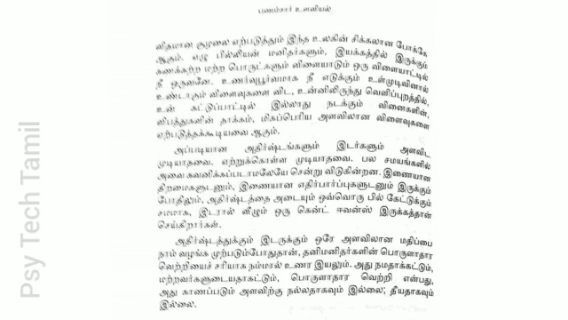 பணம்சார் உளவியல்
விதமான சூழலை ஏற்படுத்தும் இந்த உலகின் சிக்கலான போக்கே
ஆகும். ஏழு பில்லியன் மனிதர்களும், இயக்கத்தில் இருக்கும்
கணக்கற்ற மற்ற பொருட்களும் விளையாடும் ஒரு விளையாட்டில்
நீ ஒருவனே. உணர்வுபூர்வமாக நீ எடுக்கும் உள்முடிவினால்
உண்டாகும் விளைவுகளை விட, உன்னிலிருந்து வெளிப்புறத்தில்,
உன் கட்டுப்பாட்டில் இல்லாது நடக்கும் வினைகளின்,
விபத்துகளின் தாக்கம், மிகப்பெரிய அளவிலான விளைவுகளை
ஏற்படுத்தக்கூடியவை ஆகும்.
அப்படியான அதிர்ஷ்டங்களும் இடர்களும் அளவிட
முடியாதவை. ஏற்றுக்கொள்ள முடியாதவை. பல சமயங்களில்
அவை கவனிக்கப்படாமலேயே சென்று விடுகின்றன. இணையான
திறமைகளுடனும், இணையான எதிர்பார்ப்புகளுடனும் இருக்கும்
போதிலும், அதிர்ஷ்டத்தை அடையும் ஒவ்வொரு பில் கேட்டுக்கும்
சமமாக, இடரால் வீழும் ஒரு கென்ட் ஈவன்ஸ் இருக்கத்தான்
செய்கிறார்கள்.
அதிர்ஷ்டத்துக்கும் இடருக்கும் ஒரே அளவிலான மதிப்பை
நாம் வழங்க முற்படும்போதுதான், தனிமனிதர்களின் பொருளாதார
வெற்றியைச் சரியாக நம்மால் உணர இயலும். அது நமதாக்கட்டும்,
மற்றவர்களுடையதாகட்டும், பொருளாதார வெற்றி என்பது,
அது காணப்படும் அளவிற்கு நல்லதாகவும் இல்லை; தீயதாகவும்
இல்லை.
Psy Tech Tamil